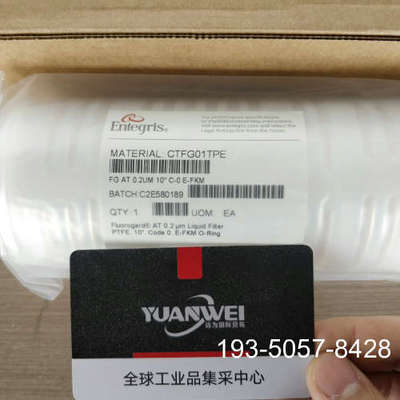 Entegris®
MATERIAL: CTFG01TPE
FG AT 0.2UM 10" C-0 E-FKM
BATCH: C2E580189
QTY: 1 UOM: EA
Fluorogard® AT 0.2 µm Liquid Filter
PTFE, 10", Code 0, E-FKM O-Ring
YUANWEI
193-5057-8428
全球工业品集采中心